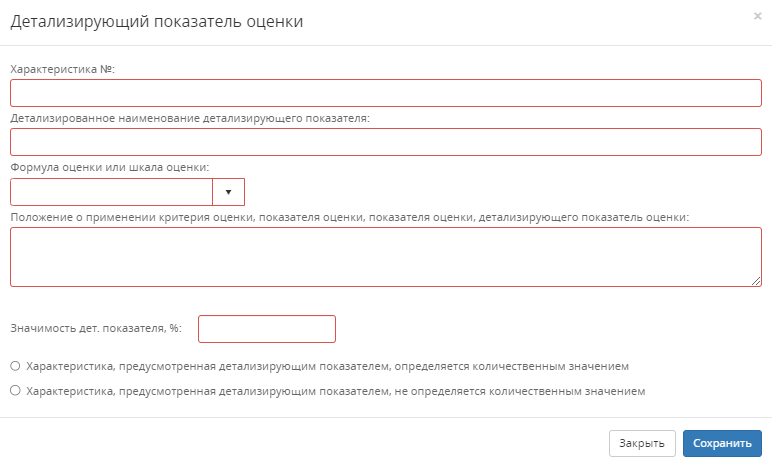 Детализирующий показатель оценки
×
Характеристика №:
Детализированное наименование детализирующего показателя:
Формула оценки или шкала оценки:
Положение о применении критерия оценки, показателя оценки, показателя оценки, детализирующего показатель оценки:
Значимость дет. показателя, %:
Характеристика, предусмотренная детализирующим показателем, определяется количественным значением
Характеристика, предусмотренная детализирующим показателем, не определяется количественным значением
Закрыть
Сохранить